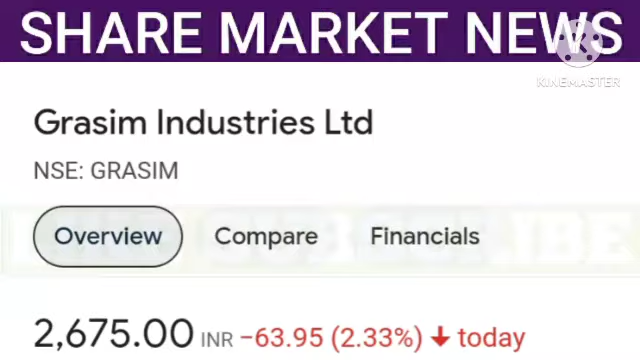 SHARE MARKET NEWS
KINEMASTER
Grasim Industries Ltd
NSE: GRASIM
Overview Compare Financials
2,675.00 INR −63.95 (2.33%) ↓ today